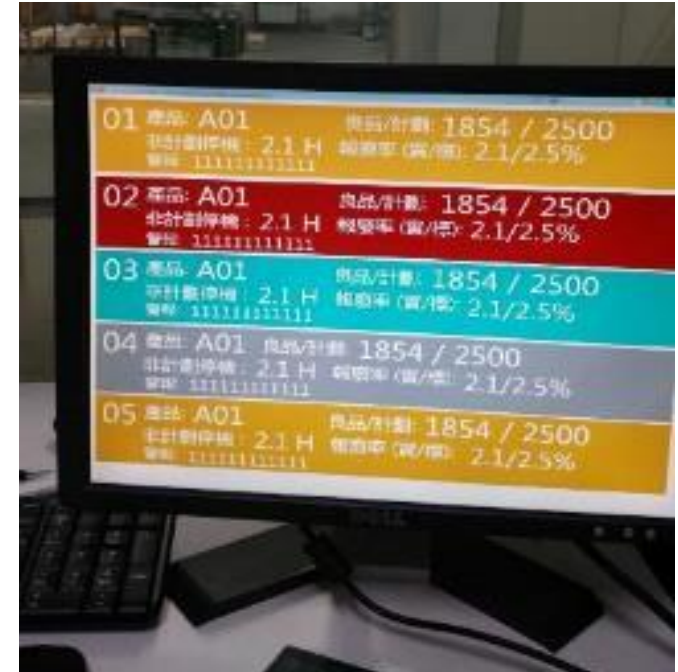 01 產品: A01 良品/計劃: 1854 / 2500
非計劃停機 : 2.1 H 報廢率 (實/標): 2.1/2.5%
警報: 111111111111
02 產品: A01 良品/計劃: 1854 / 2500
非計劃停機 : 2.1 H 報廢率 (實/標): 2.1/2.5%
警報: 111111111111
03 產品: A01 良品/計劃: 1854 / 2500
非計劃停機 : 2.1 H 報廢率 (實/標): 2.1/2.5%
警報: 111111111111
04 產品: A01 良品/計劃: 1854 / 2500
非計劃停機 : 2.1 H 報廢率 (實/標): 2.1/2.5%
警報: 111111111111
05 產品: A01 良品/計劃: 1854 / 2500
非計劃停機 : 2.1 H 報廢率 (實/標): 2.1/2.5%
警報: 111111111111
DELL